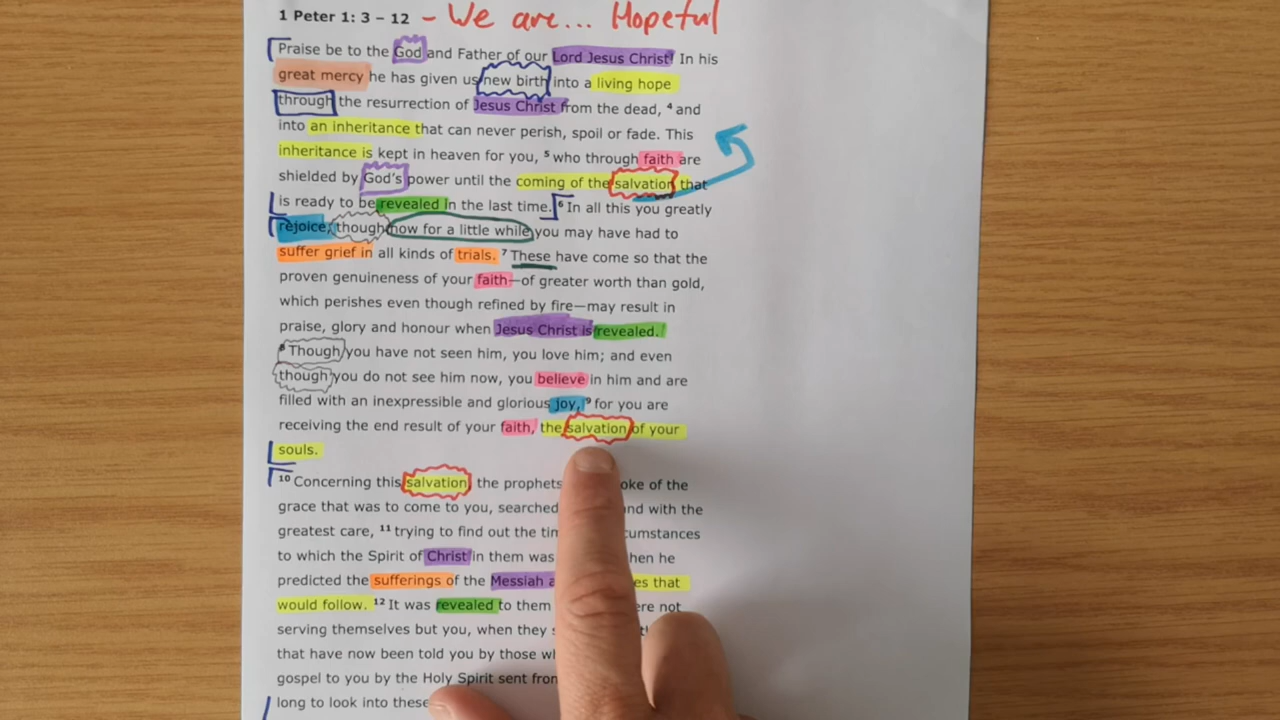 1 Peter 1: 3 – 12 - We are... Hopeful
Praise be to the God and Father of our Lord Jesus Christ! In his
great mercy he has given us new birth into a living hope
through the resurrection of Jesus Christ from the dead, ⁴ and
into an inheritance that can never perish, spoil or fade. This
inheritance is kept in heaven for you, ⁵ who through faith are
shielded by God's power until the coming of the salvation that
is ready to be revealed in the last time. ⁶ In all this you greatly
rejoice, though now for a little while you may have had to
suffer grief in all kinds of trials. ⁷ These have come so that the
proven genuineness of your faith—of greater worth than gold,
which perishes even though refined by fire—may result in
praise, glory and honour when Jesus Christ is revealed.
⁸ Though you have not seen him, you love him; and even
though you do not see him now, you believe in him and are
filled with an inexpressible and glorious joy, ⁹ for you are
receiving the end result of your faith, the salvation of your
souls.
¹⁰ Concerning this salvation, the prophets of the
grace that was to come to you, searched and with the
greatest care, ¹¹ trying to find out the
to which the Spirit of Christ in them was when he
predicted the sufferings of the Messiah that
would follow. ¹² It was revealed to them not
serving themselves but you, when they
that have now been told you by those
gospel to you by the Holy Spirit sent from
long to look into these